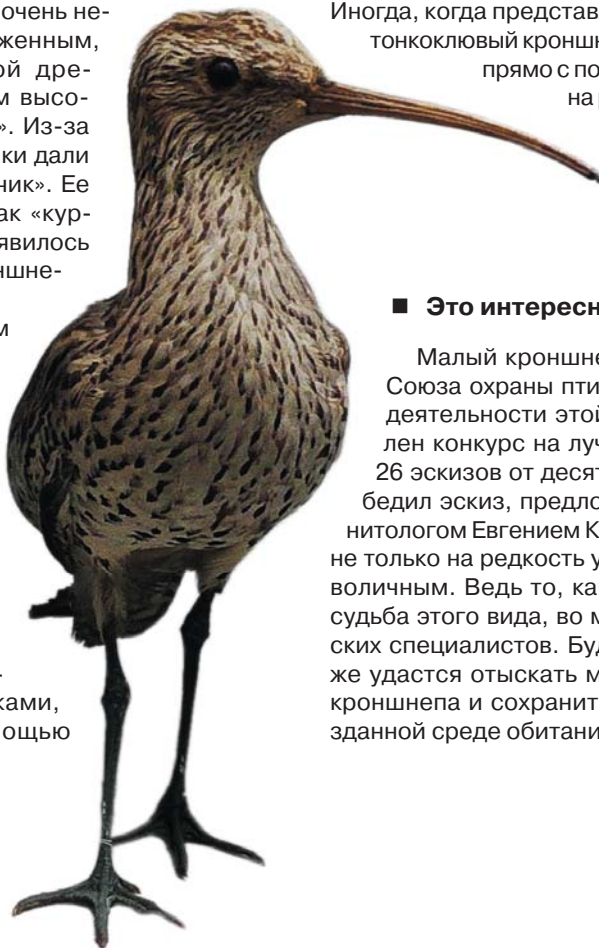 очень не-
женным,
ой дре-
м высо-
». Из-за
ки дали
ник». Ее
ак «кур-
явилось
ншне-
м
-
ками,
ощью
Иногда, когда представ
тонкоклювый кроншн
прямо с по
на
■ Это интересн
Малый кроншне
Союза охраны пти
деятельности этой
лен конкурс на луч
26 эскизов от десят
бедил эскиз, предло
нитологом Евгением К
не только на редкость у
воличным. Ведь то, ка
судьба этого вида, во м
ских специалистов. Буд
же удастся отыскать м
кроншнепа и сохранит
зданной среде обитани